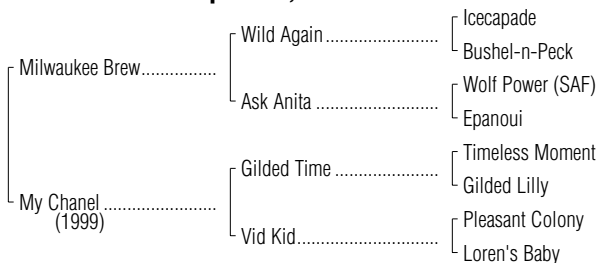 Icecapade
Wild Again
Bushel-n-Peck
Milwaukee Brew
Wolf Power (SAF)
Ask Anita
Epanoui
Timeless Moment
Gilded Time
Gilded Lilly
My Chanel
(1999)
Pleasant Colony
Vid Kid
Loren's Baby